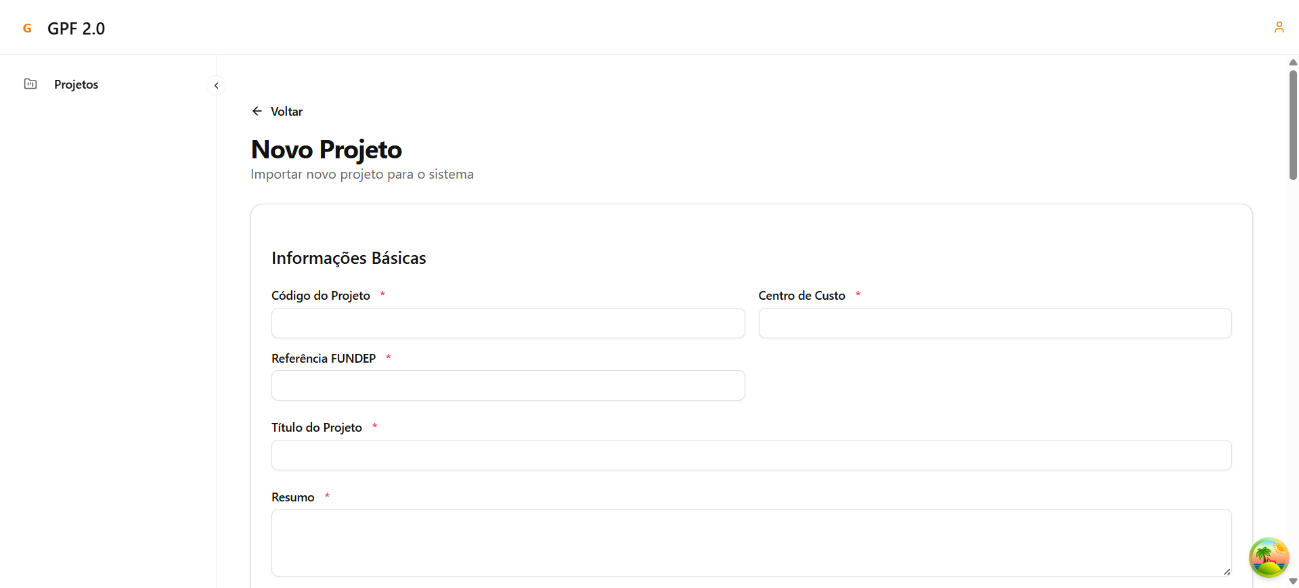 G GPF 2.0
Projetos
Voltar
Novo Projeto
Importar novo projeto para o sistema
Informações Básicas
Código do Projeto *
Centro de Custo *
Referência FUNDEP *
Título do Projeto *
Resumo *